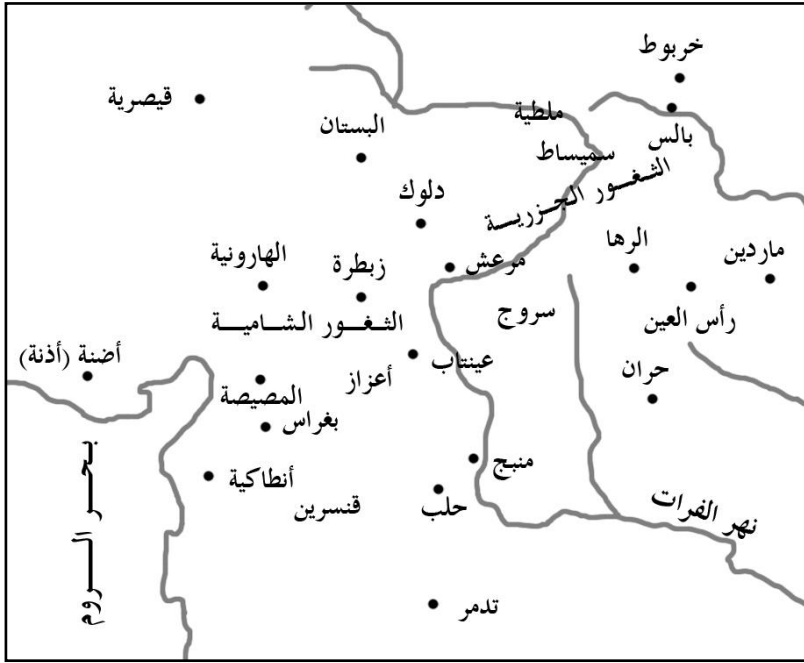 خربوط
قيصرية
ملطية
بالس
البستان
سميساط
الثغور الجزرية
دلوك
الرها
ماردين
مرعش
الهارونية
زبطرة
سروج
رأس العين
الثغور الشامية
أضنة (أذنة)
عينتاب
أعزاز
حران
المصيصة
بغراس
منبج
أنطاكية
قنسرين
حلب
نهر الفرات
بحر الروم
تدمر